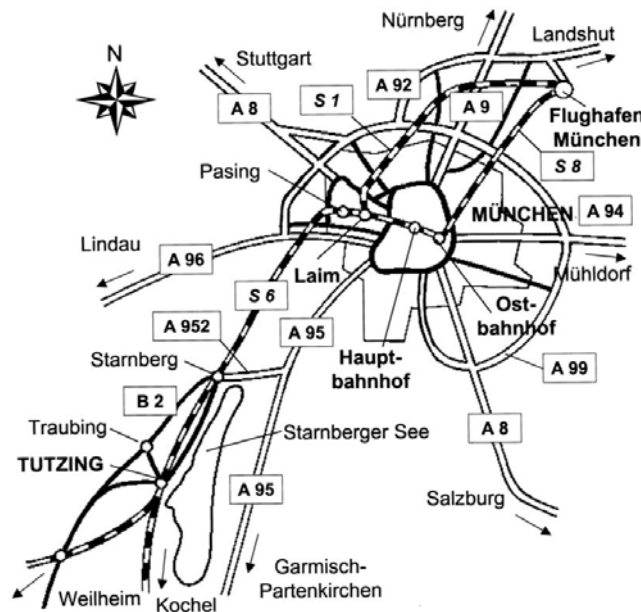 Nürnberg
N
Landshut
Stuttgart
A 92
S 1
A 9
A 8
Flughafen
München
S 8
Pasing
MÜNCHEN
A 94
Lindau
A 96
Laim
Mühldorf
S 6
Ost-
bahnhof
A 952
A 95
Haupt-
bahnhof
A 99
Starnberg
B 2
Traubing
Starnberger See
A 8
TUTZING
A 95
Salzburg
Garmisch-
Partenkirchen
Weilheim
Kochel